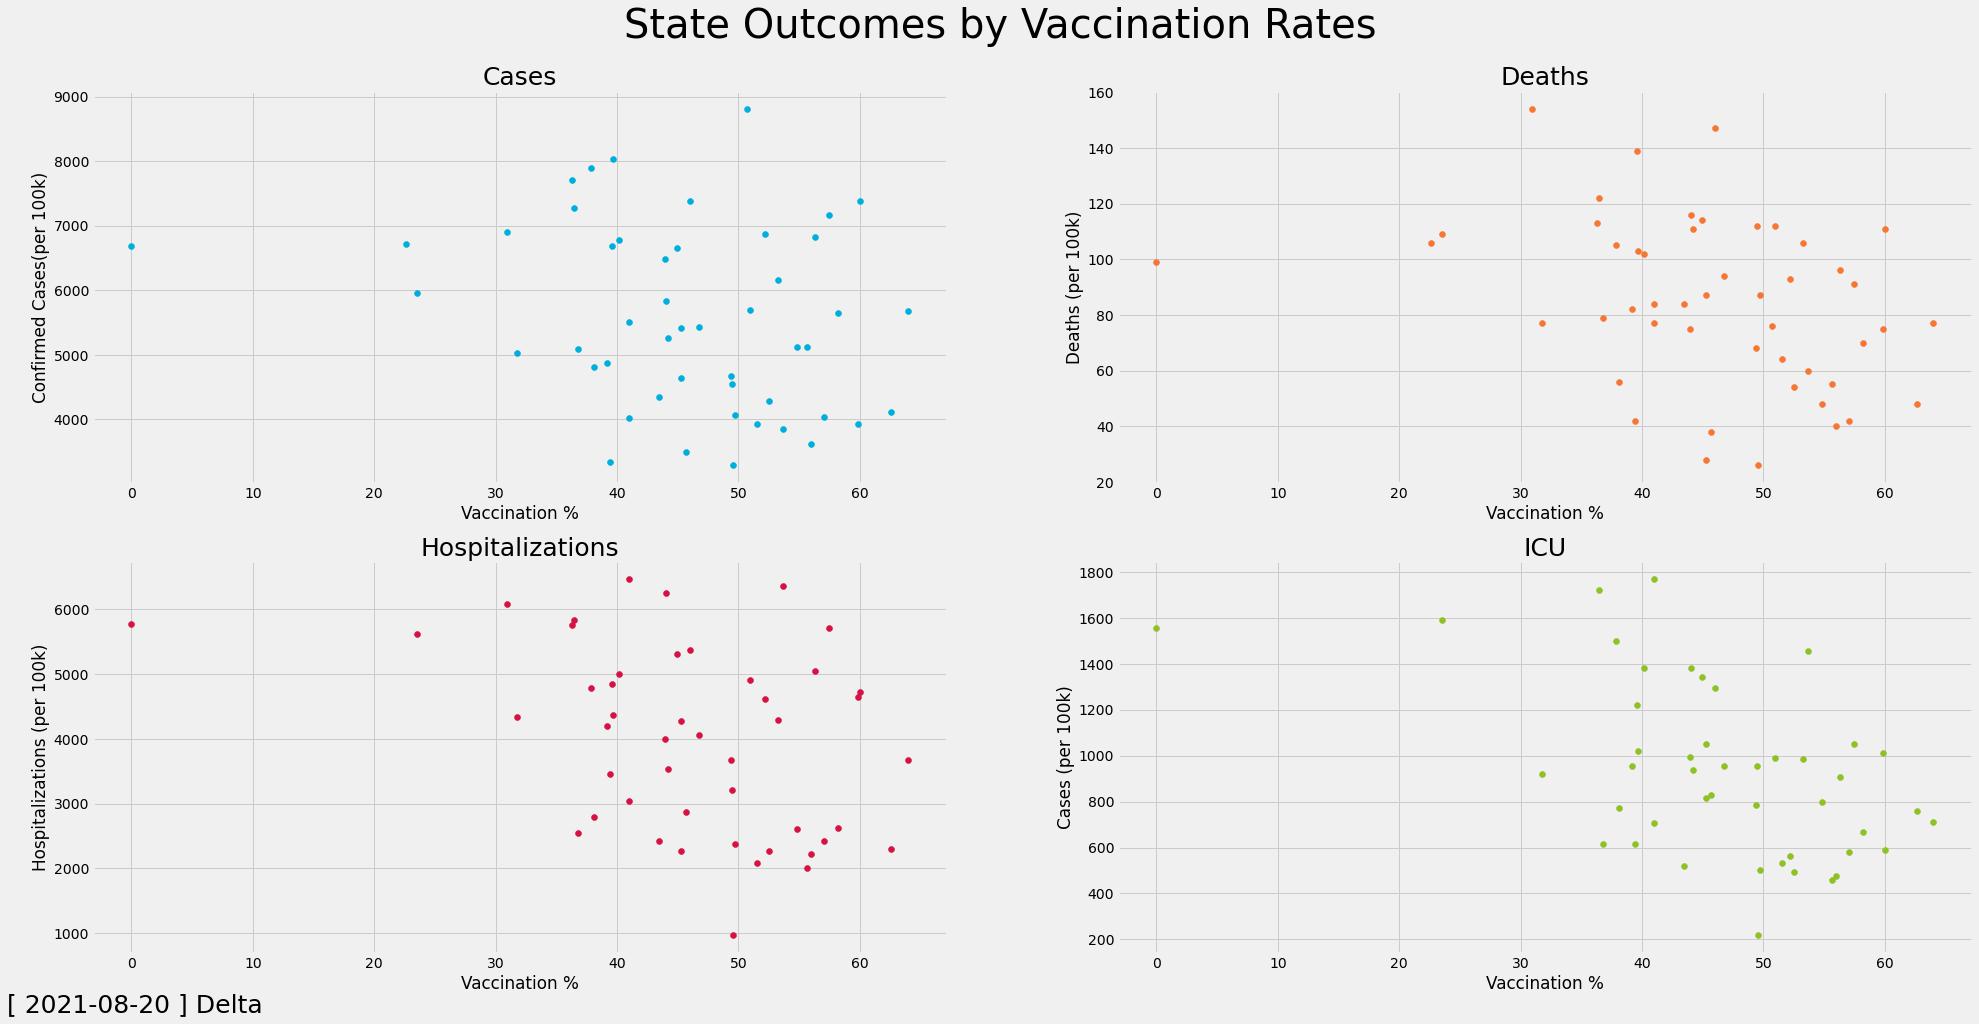 State Outcomes by Vaccination Rates
Cases
Confirmed Cases(per 100k)
9000
8000
7000
6000
5000
4000
0 10 20 30 40 50 60
Vaccination %
Deaths
Deaths (per 100k)
160
140
120
100
80
60
40
20
0 10 20 30 40 50 60
Vaccination %
Hospitalizations
Hospitalizations (per 100k)
6000
5000
4000
3000
2000
1000
0 10 20 30 40 50 60
Vaccination %
ICU
Cases (per 100k)
1800
1600
1400
1200
1000
800
600
400
200
0 10 20 30 40 50 60
Vaccination %
[ 2021-08-20 ] Delta